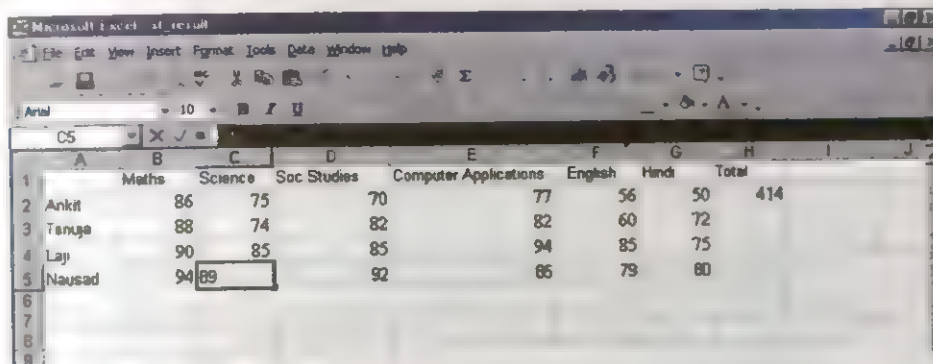 Microsoft Excel - st_result
File Edit View Insert Format Tools Data Window Help
Arial 10 B I U
C5
A B C D E F G H I J
1 Maths Science Soc Studies Computer Applications English Hindi Total
2 Ankit 86 75 70 77 56 50 414
3 Tanuja 88 74 82 82 60 72
4 Laji 90 85 85 94 85 75
5 Nausad 94 89 92 86 79 80
6
7
8
9